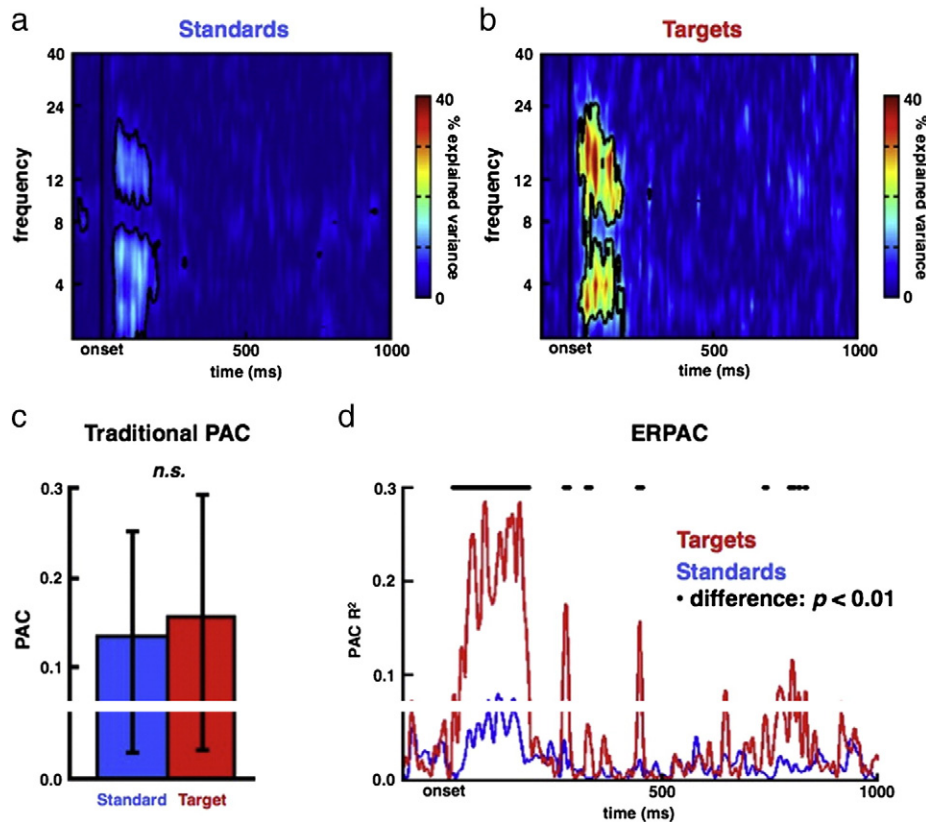 a
Standards
40
24
12
8
4
frequency
onset
500
1000
time (ms)
40
0
% explained variance
b
Targets
40
24
12
8
4
frequency
onset
500
1000
time (ms)
40
0
% explained variance
c
Traditional PAC
n.s.
0.3
0.2
0.1
0.0
PAC
Standard
Target
d
ERPAC
0.3
0.2
0.1
0.0
PAC R²
Targets
Standards
• difference: p < 0.01
onset
500
1000
time (ms)